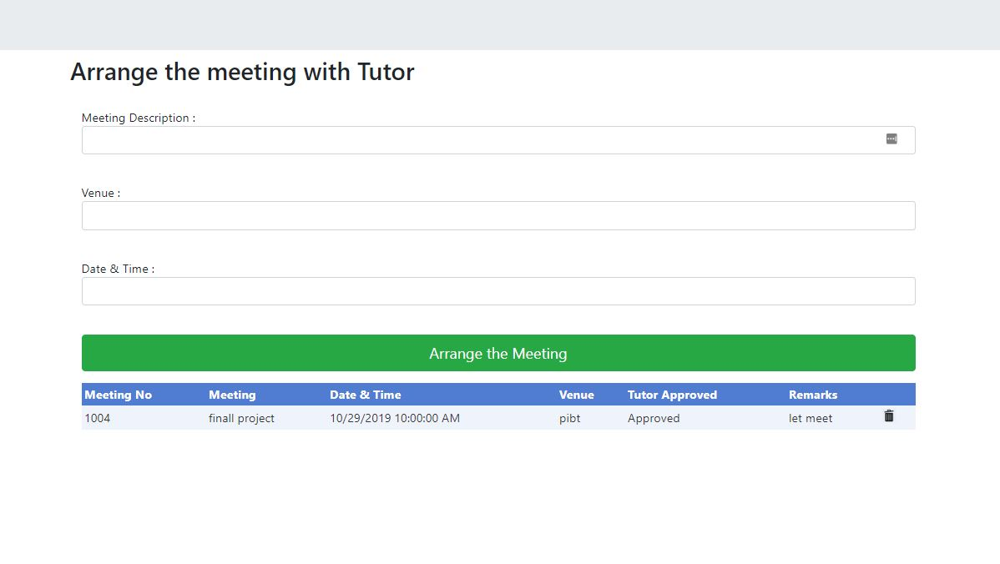 Arrange the meeting with Tutor
Meeting Description :
Venue :
Date & Time :
Arrange the Meeting
Meeting No Meeting Date & Time Venue Tutor Approved Remarks
1004 finall project 10/29/2019 10:00:00 AM pibt Approved let meet